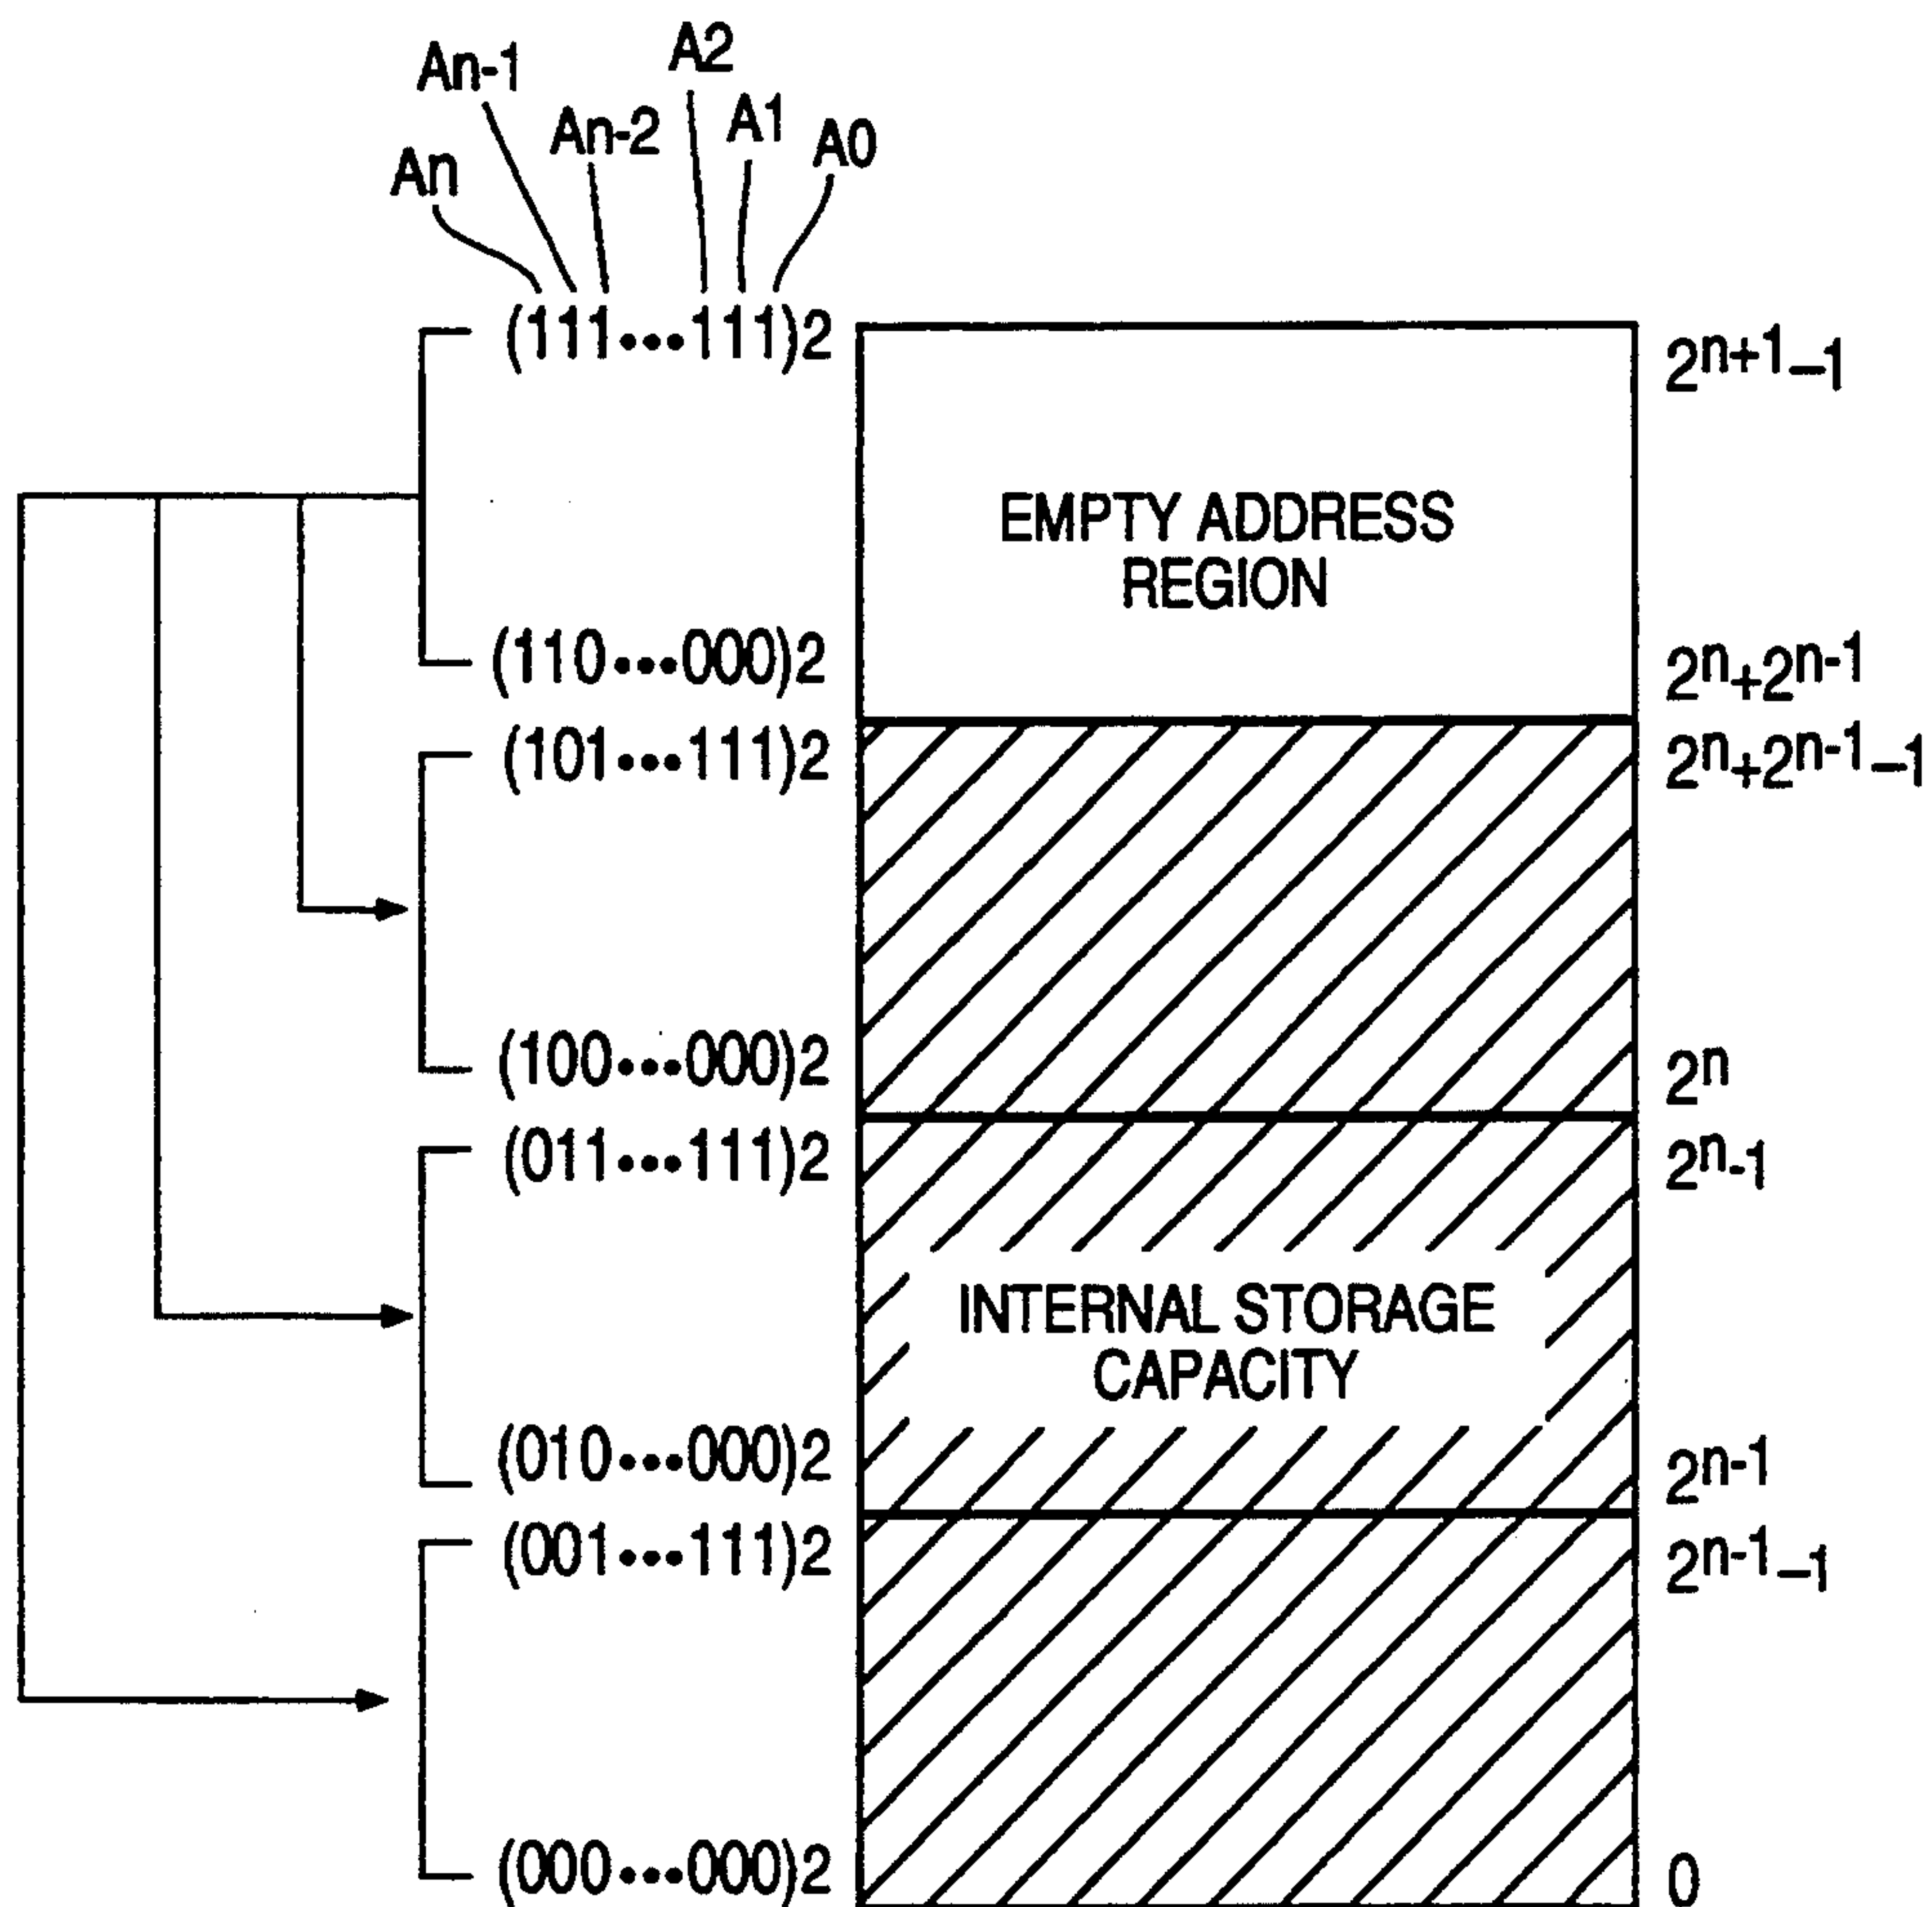 A2
An-1
A1
An-2
A0
An
(111•••111)2
2ⁿ⁺¹–1
EMPTY ADDRESS
REGION
(110•••000)2
2ⁿ+2ⁿ⁻¹
(101•••111)2
2ⁿ+2ⁿ⁻¹–1
(100•••000)2
2ⁿ
(011•••111)2
2ⁿ-1
INTERNAL STORAGE
CAPACITY
(010•••000)2
2ⁿ⁻¹
(001•••111)2
2ⁿ⁻¹–1
(000•••000)2
0